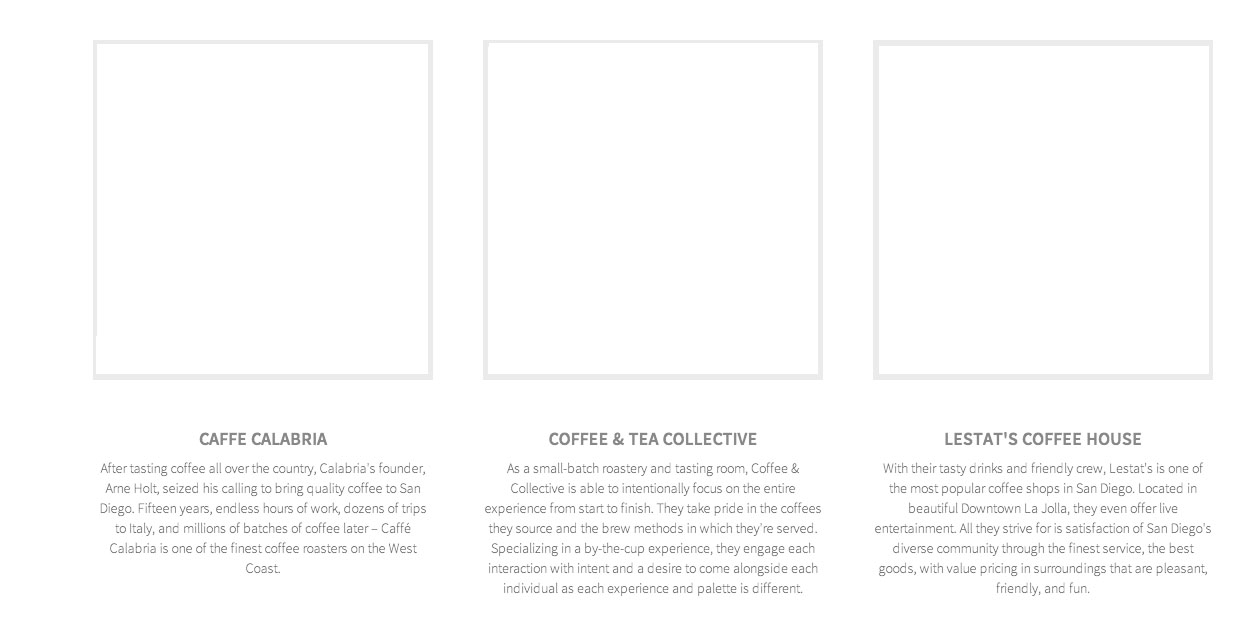 CAFFE CALABRIA
After tasting coffee all over the country, Calabria's founder,
Arne Holt, seized his calling to bring quality coffee to San
Diego. Fifteen years, endless hours of work, dozens of trips
to Italy, and millions of batches of coffee later – Caffé
Calabria is one of the finest coffee roasters on the West
Coast.
COFFEE & TEA COLLECTIVE
As a small-batch roastery and tasting room, Coffee &
Collective is able to intentionally focus on the entire
experience from start to finish. They take pride in the coffees
they source and the brew methods in which they're served.
Specializing in a by-the-cup experience, they engage each
interaction with intent and a desire to come alongside each
individual as each experience and palette is different.
LESTAT'S COFFEE HOUSE
With their tasty drinks and friendly crew, Lestat's is one of
the most popular coffee shops in San Diego. Located in
beautiful Downtown La Jolla, they even offer live
entertainment. All they strive for is satisfaction of San Diego's
diverse community through the finest service, the best
goods, with value pricing in surroundings that are pleasant,
friendly, and fun.